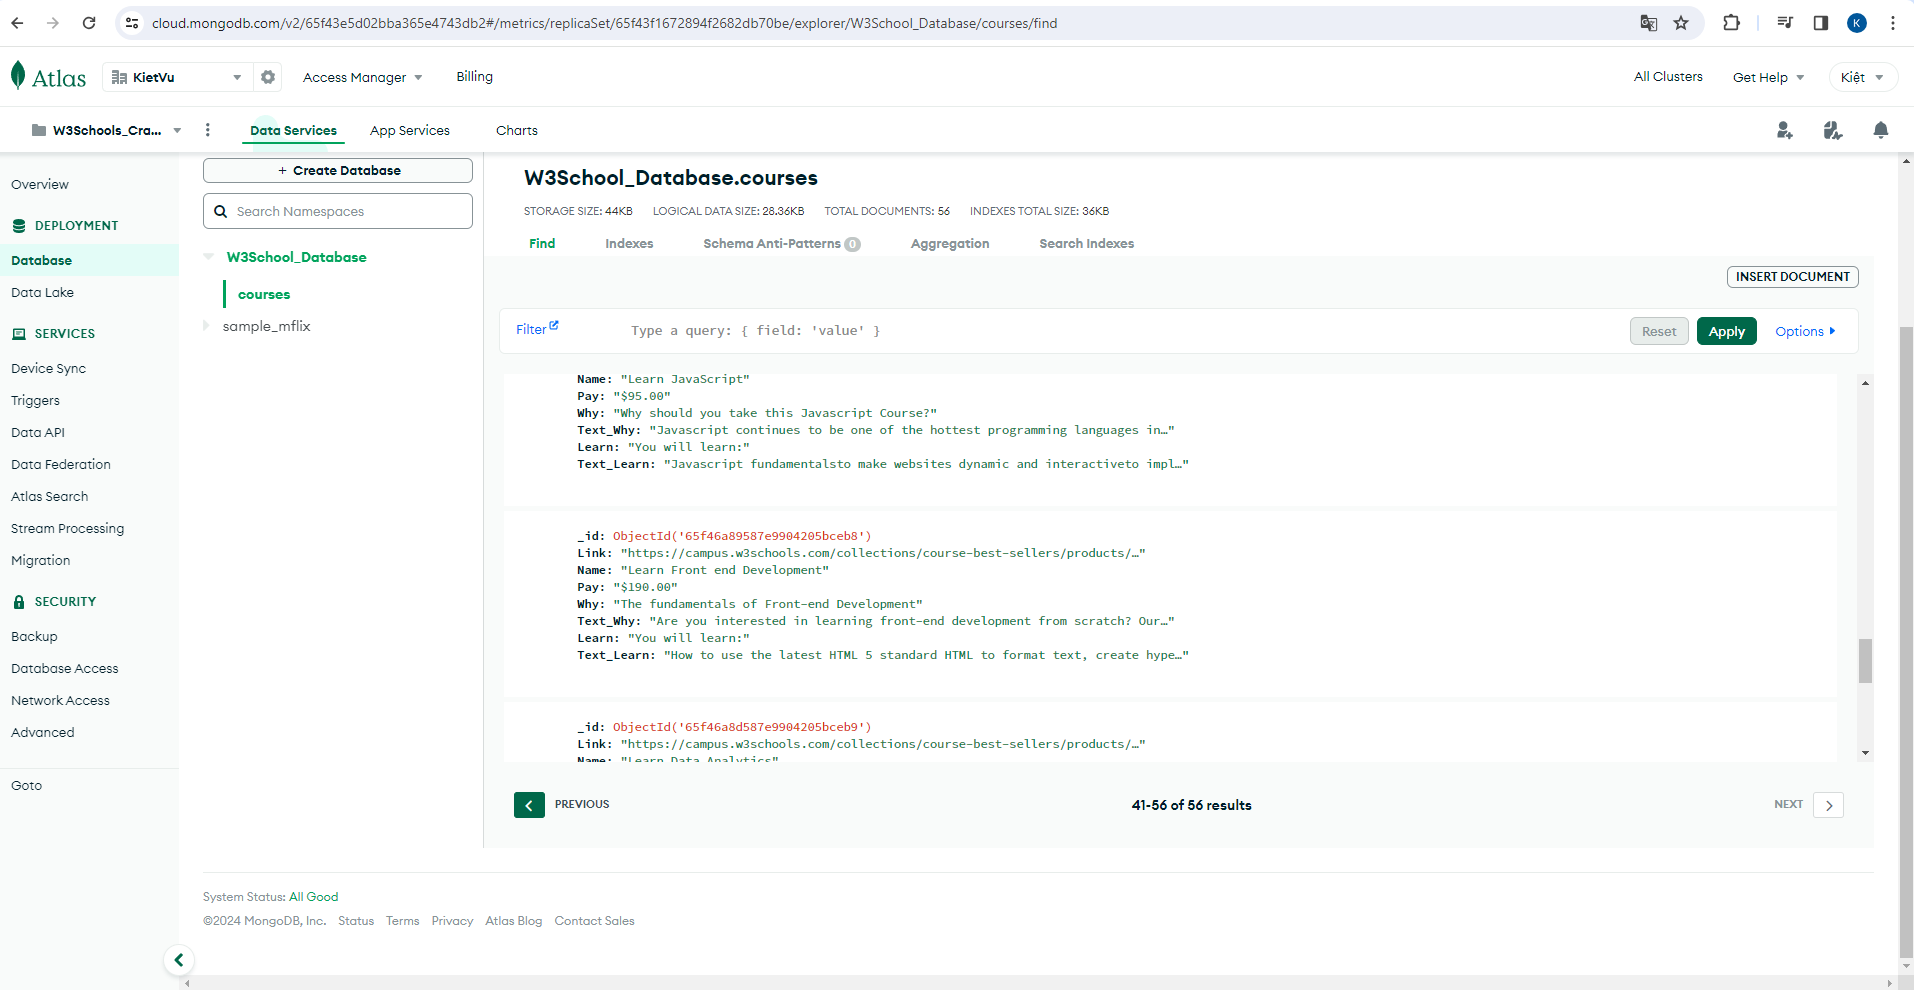 cloud.mongodb.com/v2/65f43e5d02bba365e4743db2#/metrics/replicaSet/65f43f1672894f2682db70be/explorer/W3School_Database/courses/find
K
Atlas
KietVu
Access Manager
Billing
All Clusters
Get Help
Kiệt
W3Schools_Cra...
Data Services
App Services
Charts
Overview
DEPLOYMENT
Database
Data Lake
SERVICES
Device Sync
Triggers
Data API
Data Federation
Atlas Search
Stream Processing
Migration
SECURITY
Backup
Database Access
Network Access
Advanced
Goto
+ Create Database
Search Namespaces
W3School_Database
courses
sample_mflix
W3School_Database.courses
STORAGE SIZE: 44KB LOGICAL DATA SIZE: 28.36KB TOTAL DOCUMENTS: 56 INDEXES TOTAL SIZE: 36KB
Find Indexes Schema Anti-Patterns 0 Aggregation Search Indexes
INSERT DOCUMENT
Filter Type a query: { field: 'value' } Reset Apply Options
Name: "Learn JavaScript"
Pay: "$95.00"
Why: "Why should you take this Javascript Course?"
Text_Why: "Javascript continues to be one of the hottest programming languages in…"
Learn: "You will learn:"
Text_Learn: "Javascript fundamentalsto make websites dynamic and interactiveto impl…"
_id: ObjectId('65f46a89587e9904205bceb8')
Link: "https://campus.w3schools.com/collections/course-best-sellers/products/…"
Name: "Learn Front end Development"
Pay: "$190.00"
Why: "The fundamentals of Front-end Development"
Text_Why: "Are you interested in learning front-end development from scratch? Our…"
Learn: "You will learn:"
Text_Learn: "How to use the latest HTML 5 standard HTML to format text, create hype…"
_id: ObjectId('65f46a8d587e9904205bceb9')
Link: "https://campus.w3schools.com/collections/course-best-sellers/products/…"
Name: "Learn Data Analytics"
PREVIOUS
41-56 of 56 results
NEXT
System Status: All Good
©2024 MongoDB, Inc. Status Terms Privacy Atlas Blog Contact Sales